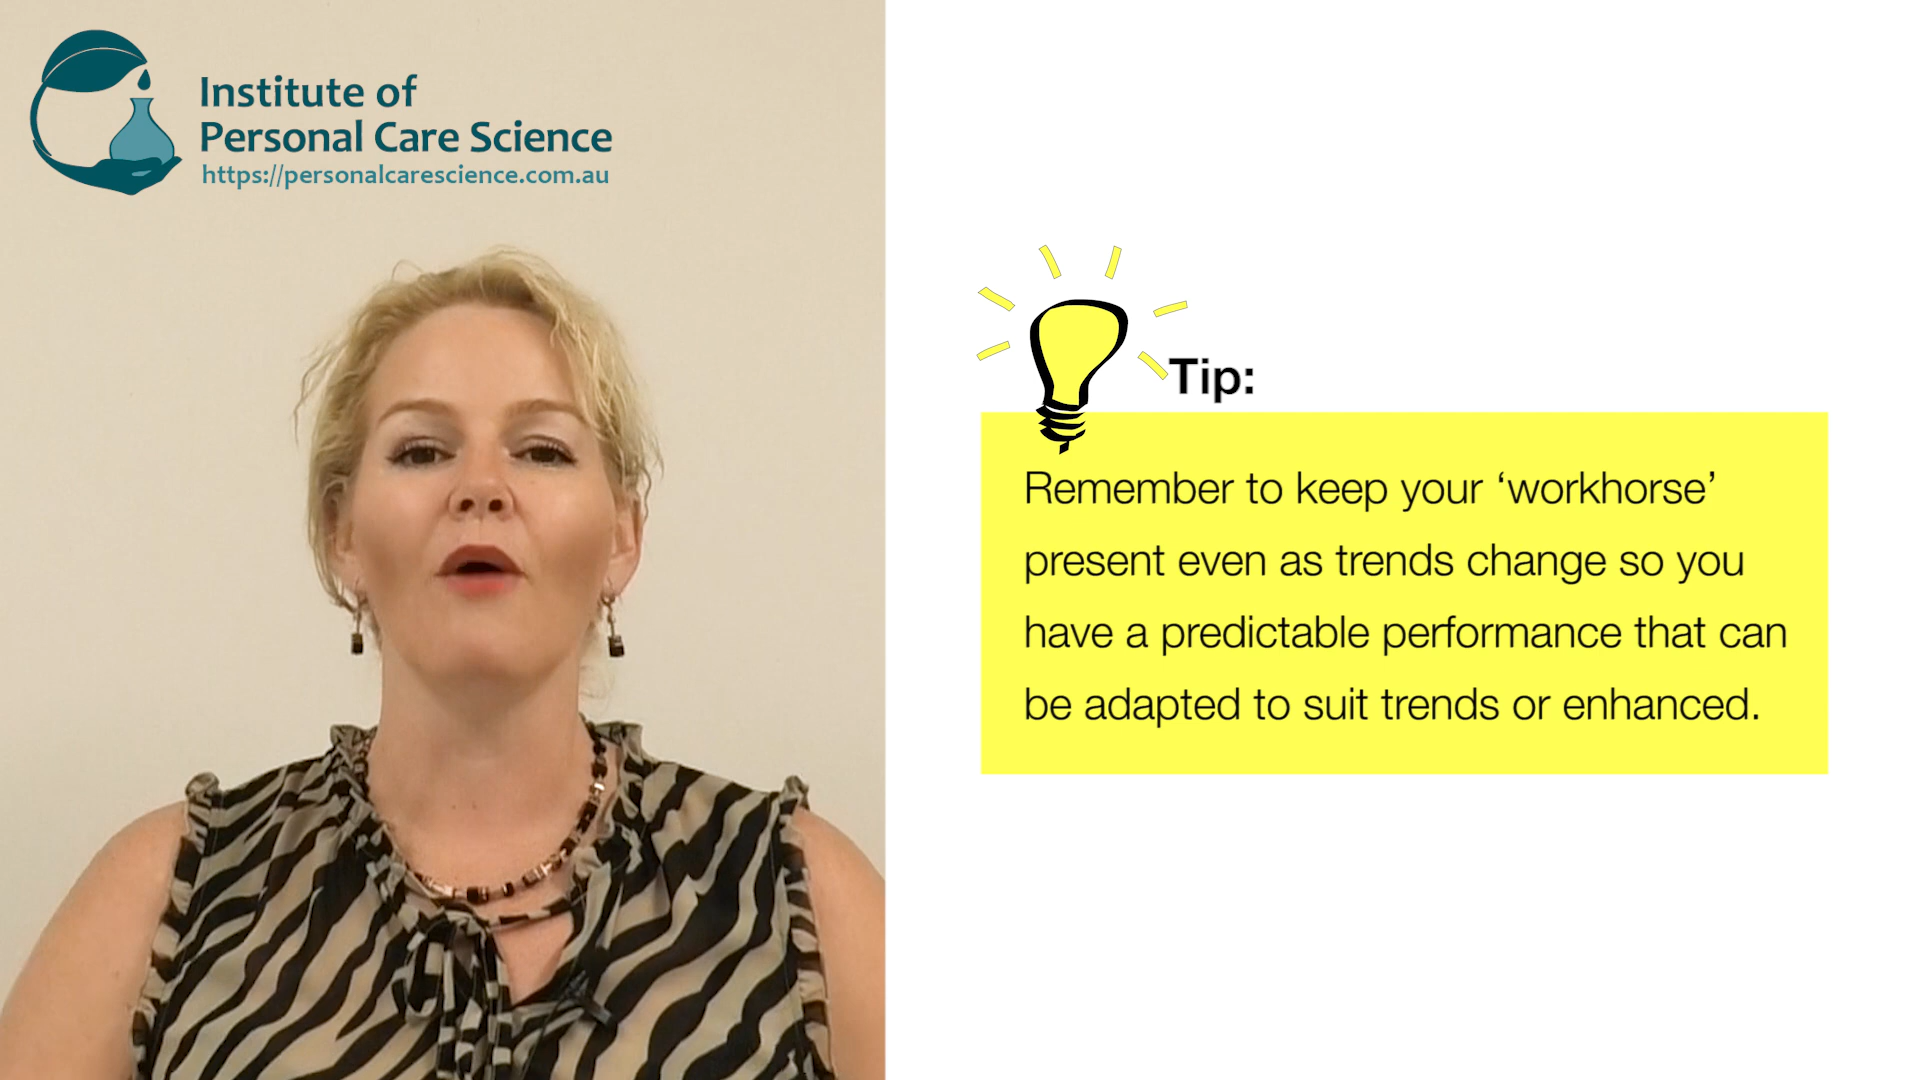 Institute of
Personal Care Science
https://personalcarescience.com.au
Tip:
Remember to keep your ‘workhorse’
present even as trends change so you
have a predictable performance that can
be adapted to suit trends or enhanced.